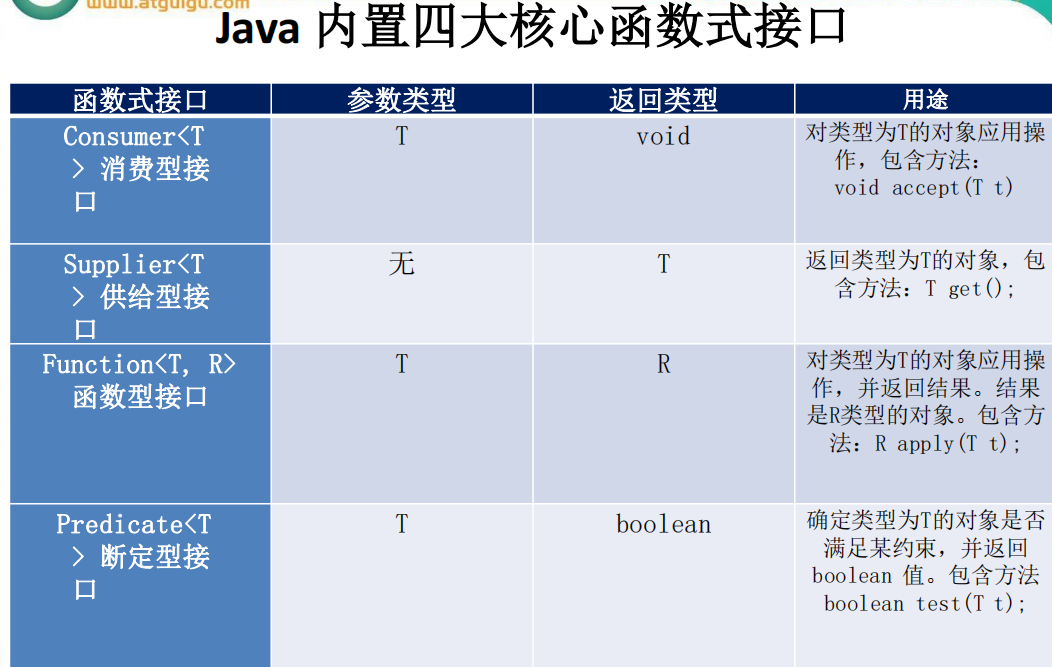 www.atguigu.com
Java 内置四大核心函数式接口
函数式接口 参数类型 返回类型 用途
Consumer<T
> 消费型接
口
T
void
对类型为T的对象应用操
作，包含方法：
void accept(T t)
Supplier<T
> 供给型接
口
无
T
返回类型为T的对象，包
含方法：T get();
Function<T, R>
函数型接口
T
R
对类型为T的对象应用操
作，并返回结果。结果
是R类型的对象。包含方
法：R apply(T t);
Predicate<T
> 断定型接
口
T
boolean
确定类型为T的对象是否
满足某约束，并返回
boolean 值。包含方法
boolean test(T t);